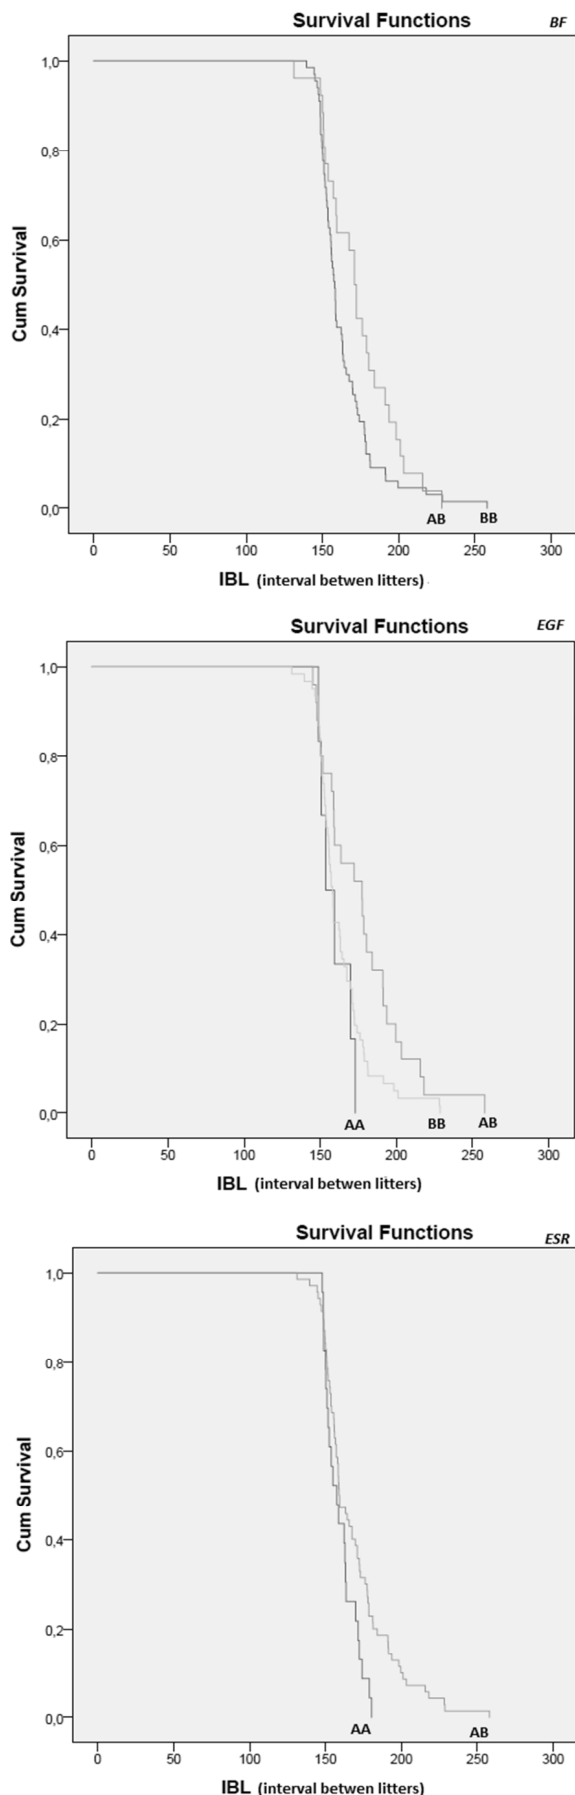 Survival Functions BF
1,0
0,8
0,6
0,4
0,2
0,0
Cum Survival
AB BB
0 50 100 150 200 250 300
IBL (interval betwen litters)
Survival Functions EGF
1,0
0,8
0,6
0,4
0,2
0,0
Cum Survival
AA BB AB
0 50 100 150 200 250 300
IBL (interval betwen litters)
Survival Functions ESR
1,0
0,8
0,6
0,4
0,2
0,0
Cum Survival
AA AB
0 50 100 150 200 250 300
IBL (interval betwen litters)